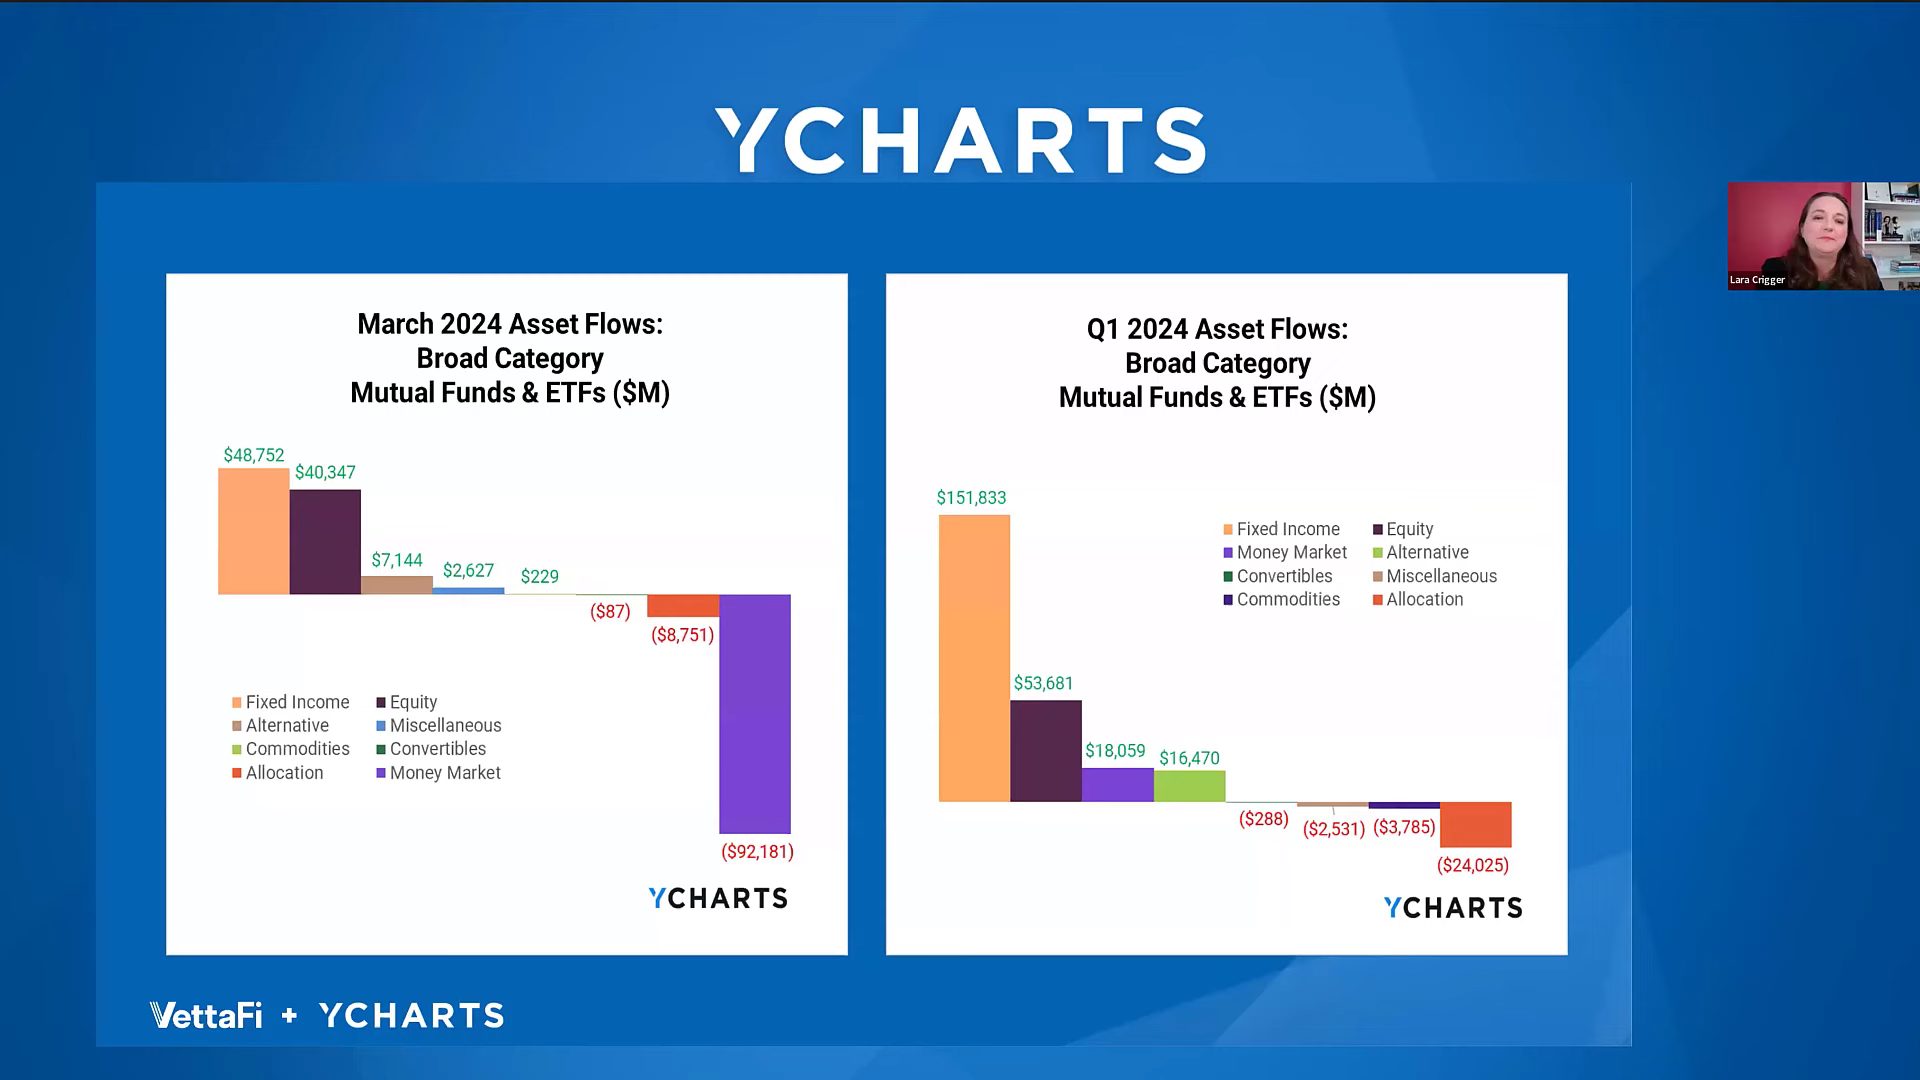 YCHARTS
Lara Crigger
March 2024 Asset Flows:
Broad Category
Mutual Funds & ETFs ($M)
$48,752
$40,347
$7,144
$2,627
$229
($87)
($8,751)
($92,181)
Fixed Income
Equity
Alternative
Miscellaneous
Commodities
Convertibles
Allocation
Money Market
YCHARTS
Q1 2024 Asset Flows:
Broad Category
Mutual Funds & ETFs ($M)
$151,833
$53,681
$18,059
$16,470
($288)
($2,531)
($3,785)
($24,025)
Fixed Income
Equity
Money Market
Alternative
Convertibles
Miscellaneous
Commodities
Allocation
YCHARTS
VettaFi + YCHARTS